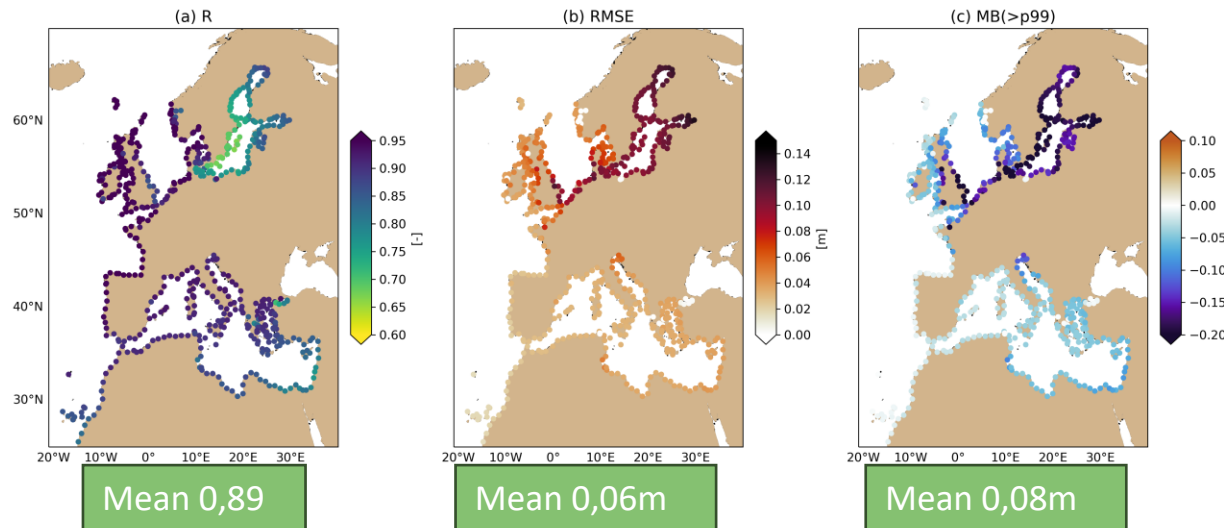 (a) R
(b) RMSE
(c) MB(>p99)
60°N
50°N
40°N
30°N
20°W 10°W 0° 10°E 20°E 30°E
0.95
0.90
0.85
0.80
0.75
0.70
0.65
0.60
[-]
20°W 10°W 0° 10°E 20°E 30°E
0.14
0.12
0.10
0.08
0.06
0.04
0.02
0.00
[m]
20°W 10°W 0° 10°E 20°E 30°E
0.10
0.05
0.00
−0.05
−0.10
−0.15
−0.20
Mean 0,89
Mean 0,06m
Mean 0,08m